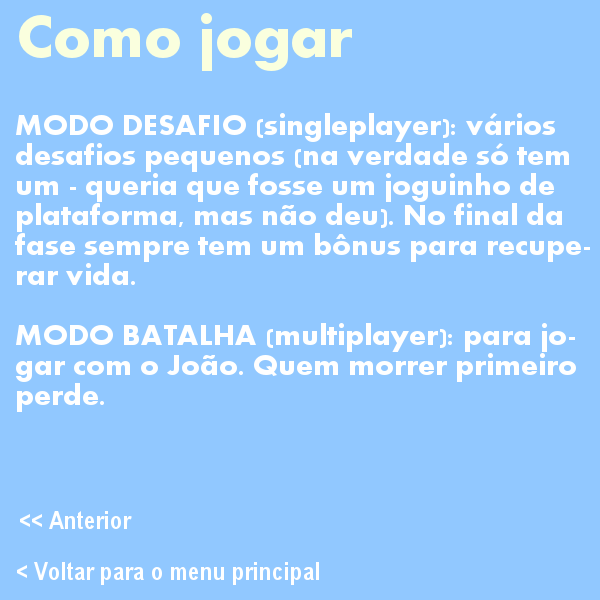 Como jogar
MODO DESAFIO (singleplayer): vários
desafios pequenos (na verdade só tem
um - queria que fosse um joguinho de
plataforma, mas não deu). No final da
fase sempre tem um bônus para recupe-
rar vida.
MODO BATALHA (multiplayer): para jo-
gar com o João. Quem morrer primeiro
perde.
<< Anterior
< Voltar para o menu principal